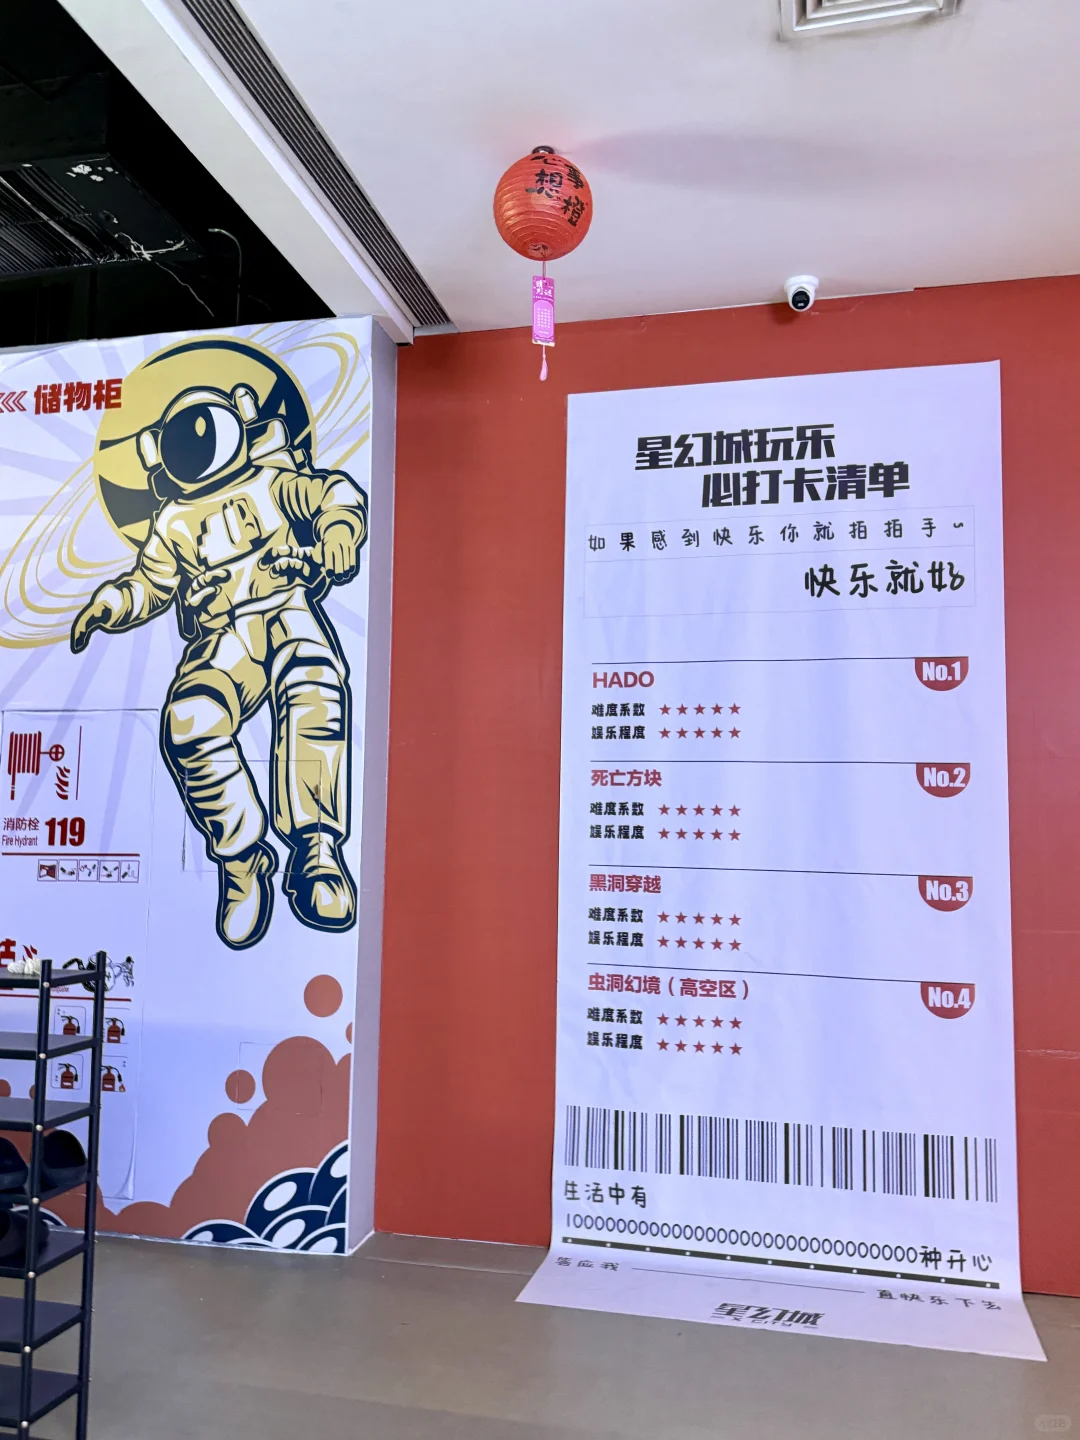 心想
事橙
储物柜
消防栓 119
Fire Hydrant
星幻城玩乐
必打卡清单
如果感到快乐你就拍拍手~
快乐就好
No.1
HADO
难度系数 ★★★★★
娱乐程度 ★★★★★
No.2
死亡方块
难度系数 ★★★★★
娱乐程度 ★★★★★
No.3
黑洞穿越
难度系数 ★★★★★
娱乐程度 ★★★★★
No.4
虫洞幻境（高空区）
难度系数 ★★★★★
娱乐程度 ★★★★★
生活中有
10000000000000000000000000000000种开心
答应我 一直快乐下去
星幻城
X CITY